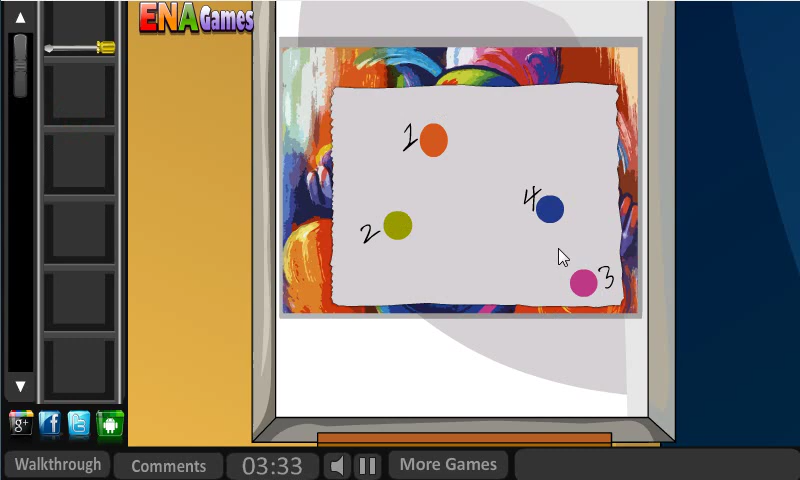 ENA Games
1
4
2
3
g+
f
t
Walkthrough
Comments
03:33
More Games